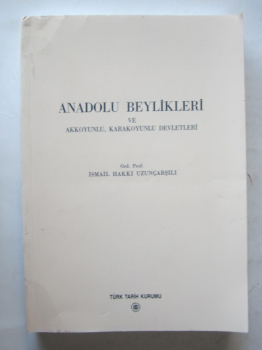 ANADOLU BEYLİKLERİ
VE
AKKOYUNLU, KARAKOYUNLU DEVLETLERİ
Ord. Prof.
İSMAİL HAKKI UZUNÇARŞILI
TÜRK TARİH KURUMU